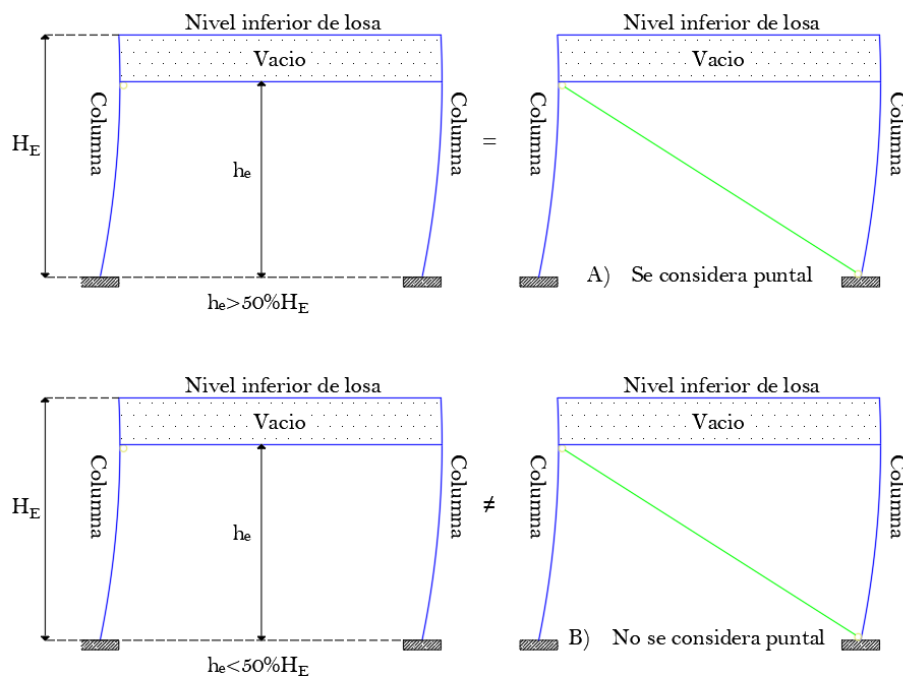 Nivel inferior de losa
Vacio
Columna
Columna
H_E
h_e
h_e>50%H_E
=
Nivel inferior de losa
Vacio
Columna
Columna
A) Se considera puntal
Nivel inferior de losa
Vacio
Columna
Columna
H_E
h_e
h_e<50%H_E
≠
Nivel inferior de losa
Vacio
Columna
Columna
B) No se considera puntal